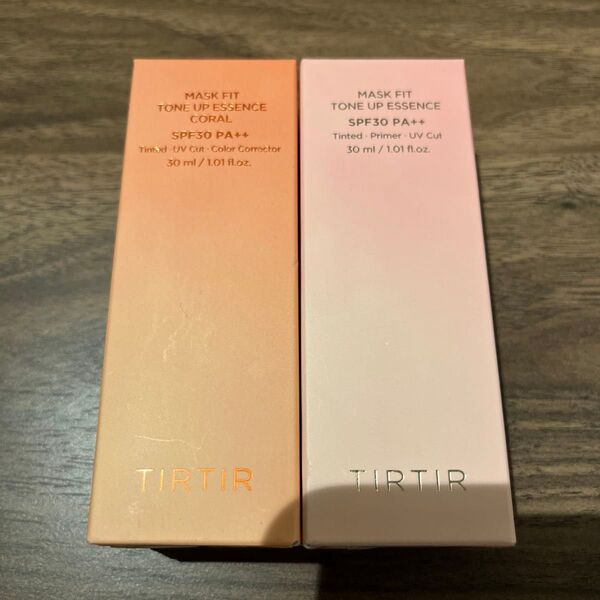 MASK FIT
TONE UP ESSENCE
CORAL
SPF30 PA++
Tinted · UV Cut · Color Corrector
30 ml / 1.01 fl.oz.
TIRTIR
MASK FIT
TONE UP ESSENCE
SPF30 PA++
Tinted · Primer · UV Cut
30 ml / 1.01 fl.oz.
TIRTIR